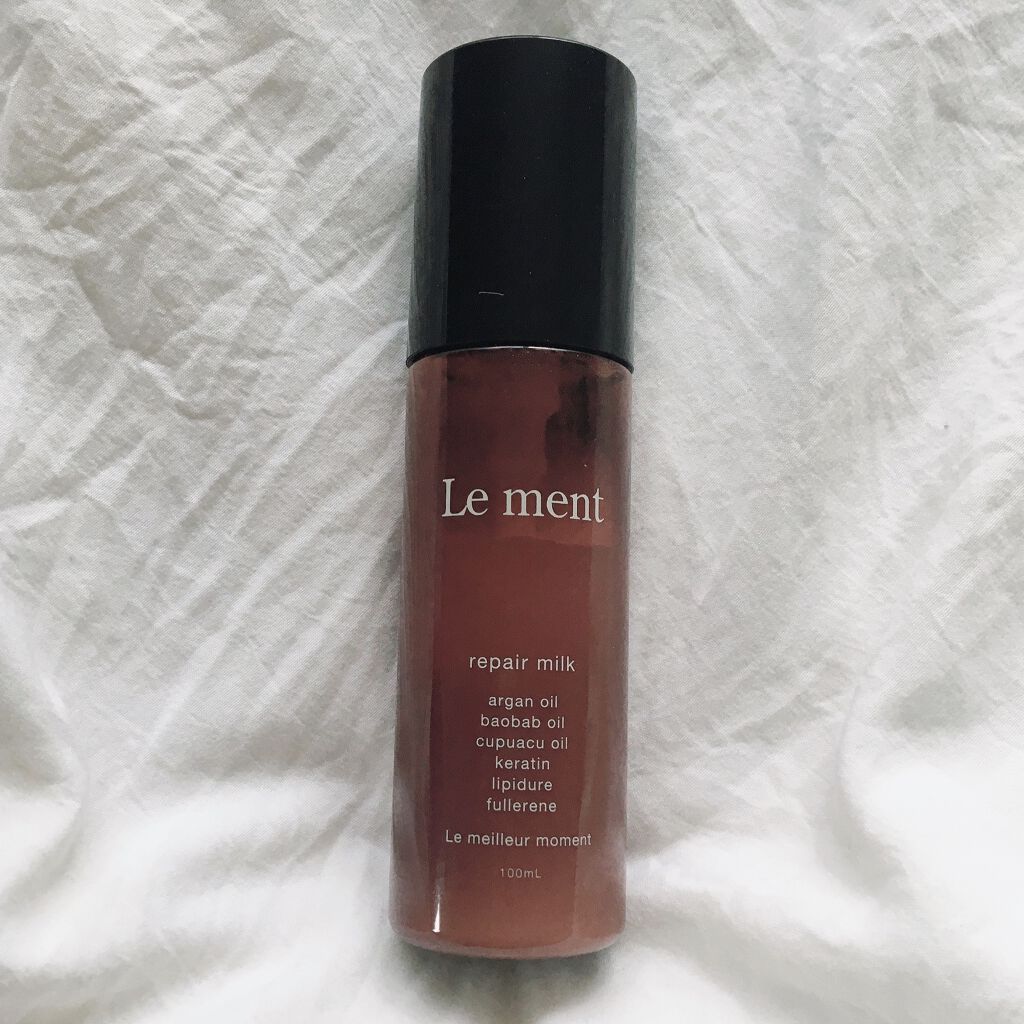 Le ment
repair milk
argan oil
baobab oil
cupuacu oil
keratin
lipidure
fullerene
Le meilleur moment
100mL